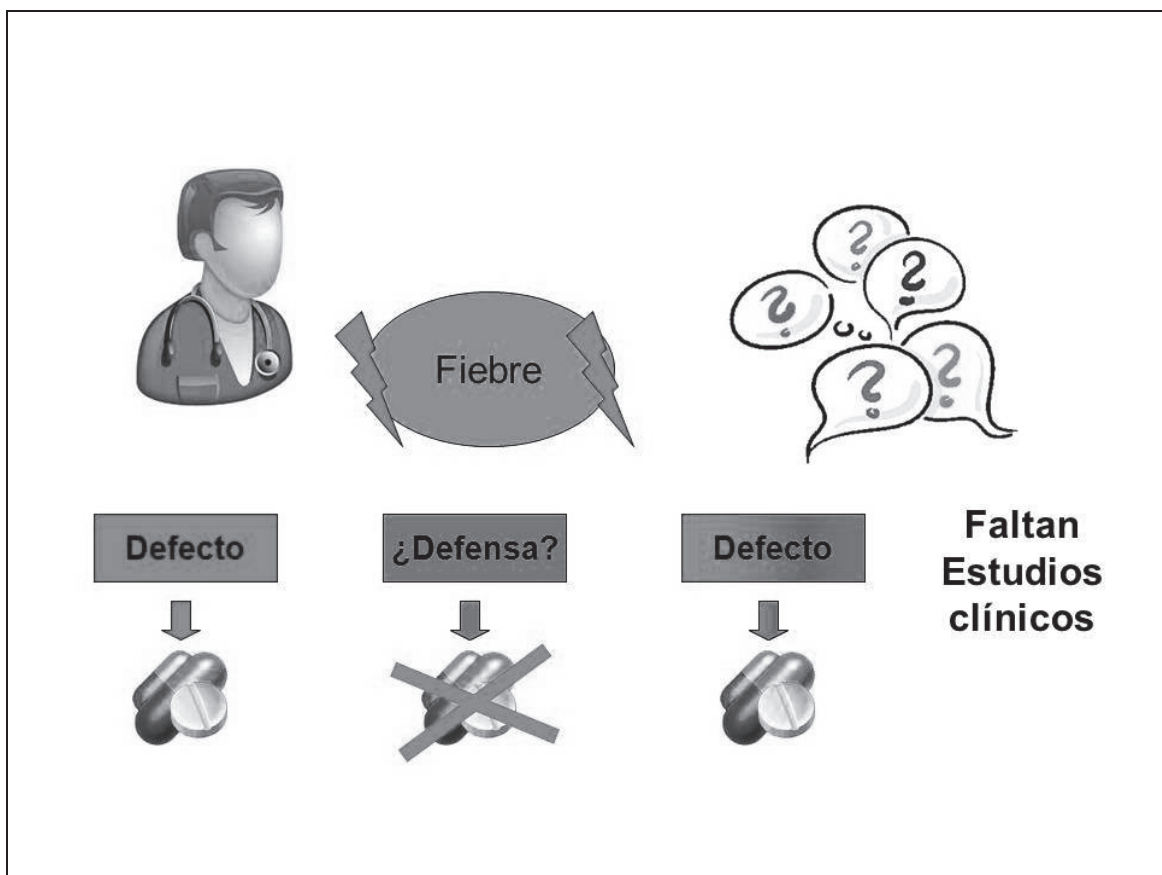 Fiebre
Defecto
¿Defensa?
Defecto
Faltan
Estudios
clínicos